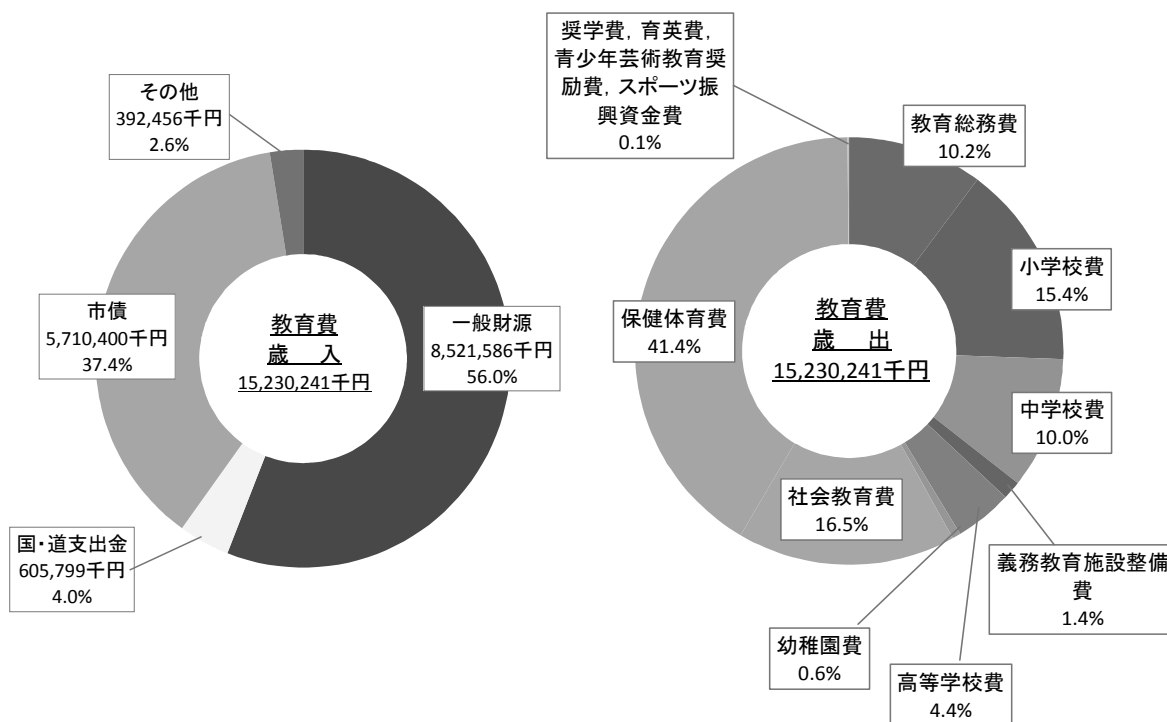 その他
392,456千円
2.6%
市債
5,710,400千円
37.4%
教育費
歳　入
15,230,241千円
一般財源
8,521,586千円
56.0%
国・道支出金
605,799千円
4.0%
奨学費，育英費，
青少年芸術教育奨
励費，スポーツ振
興資金費
0.1%
教育総務費
10.2%
小学校費
15.4%
保健体育費
41.4%
教育費
歳　出
15,230,241千円
中学校費
10.0%
社会教育費
16.5%
義務教育施設整備
費
1.4%
幼稚園費
0.6%
高等学校費
4.4%